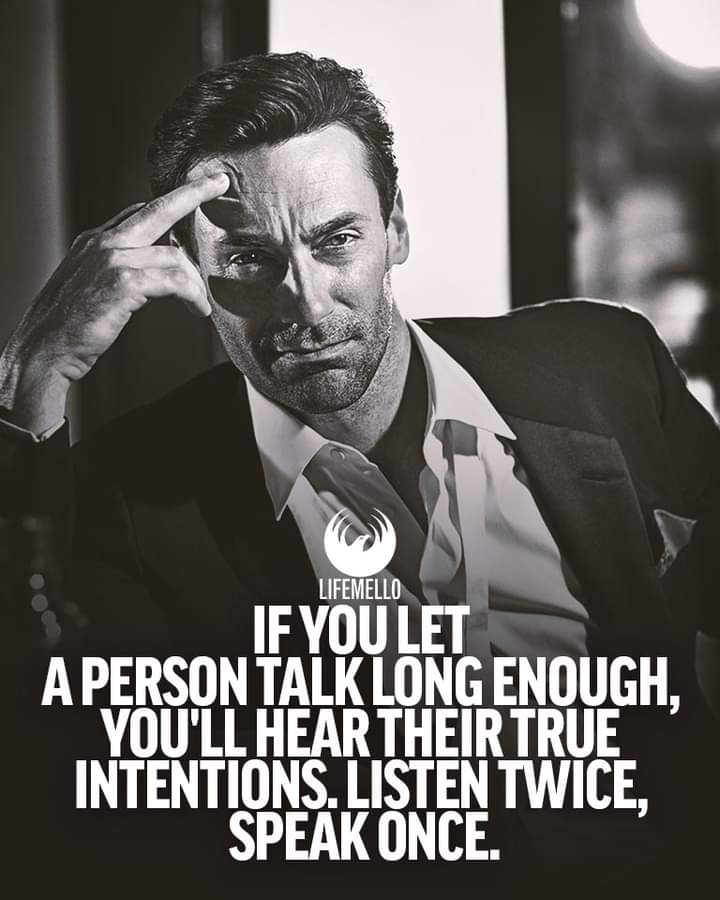 LIFEMELLO
IF YOU LET
A PERSON TALK LONG ENOUGH,
YOU'LL HEAR THEIR TRUE
INTENTIONS. LISTEN TWICE,
SPEAK ONCE.